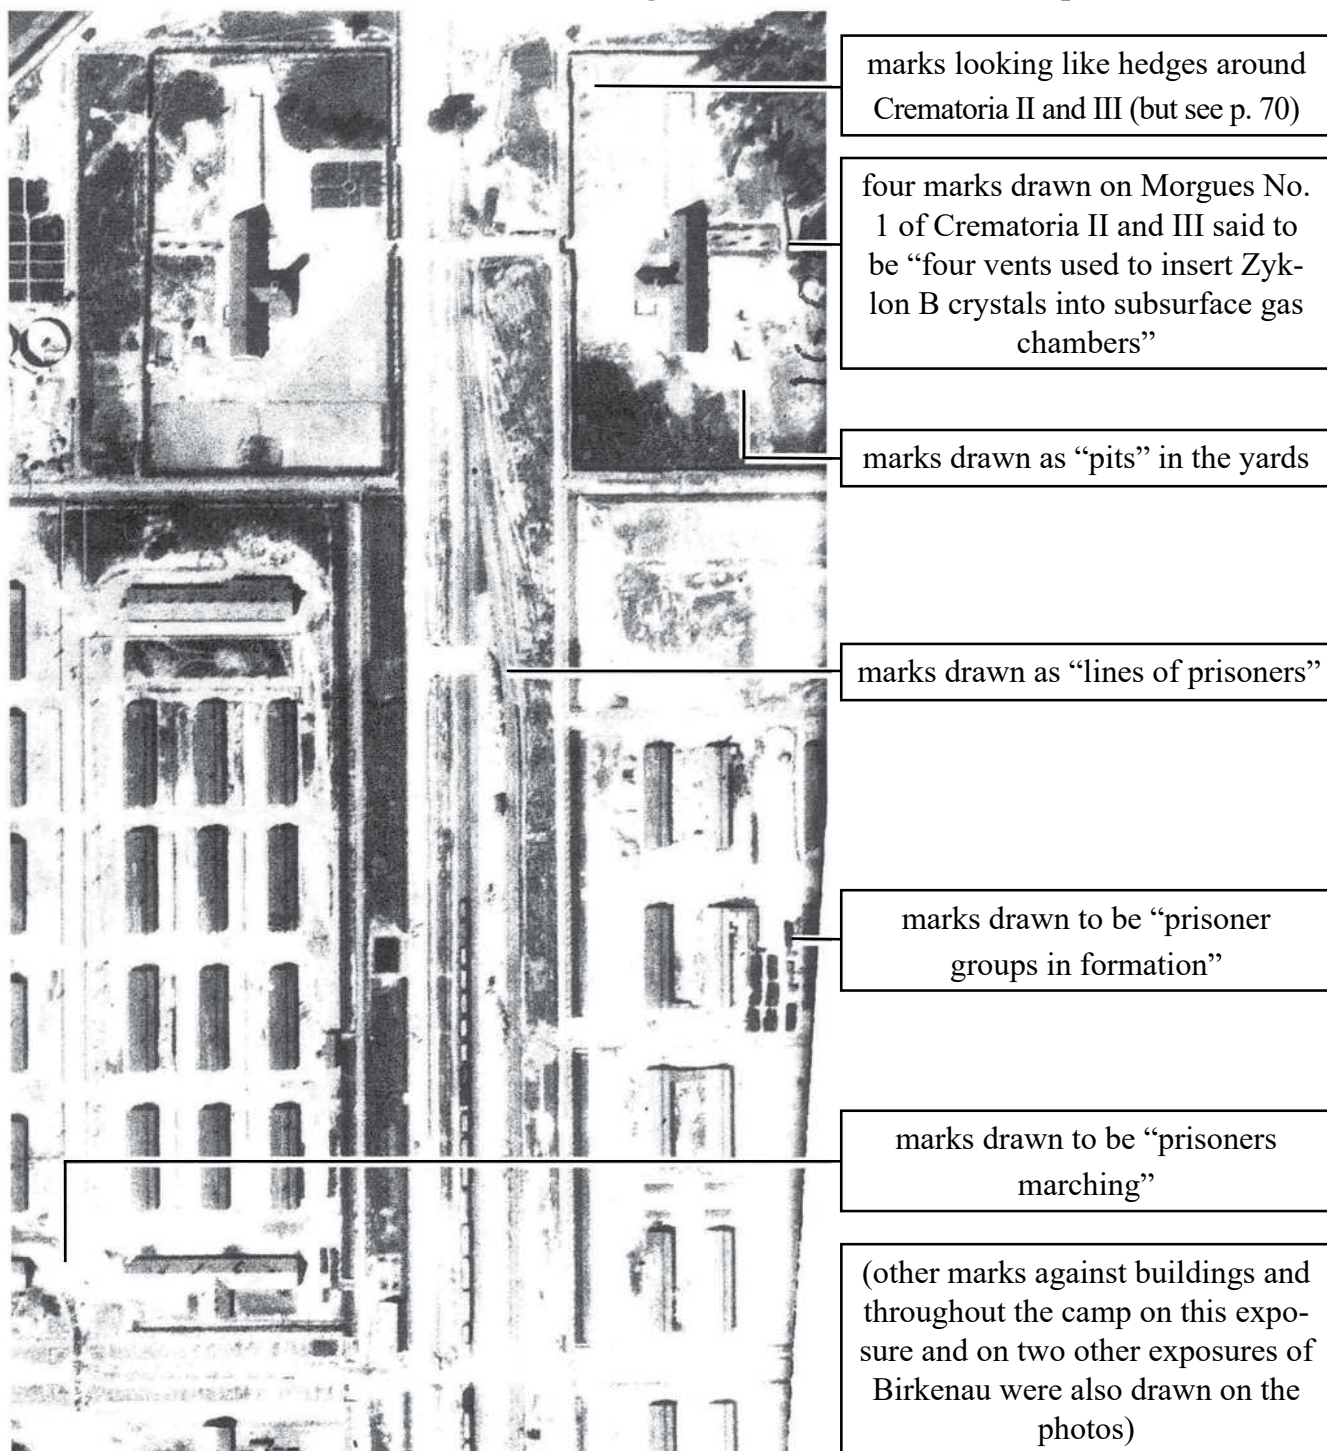 marks looking like hedges around
Crematoria II and III (but see p. 70)
four marks drawn on Morgues No.
1 of Crematoria II and III said to
be “four vents used to insert Zyk-
lon B crystals into subsurface gas
chambers”
marks drawn as “pits” in the yards
marks drawn as “lines of prisoners”
marks drawn to be “prisoner
groups in formation”
marks drawn to be “prisoners
marching”
(other marks against buildings and
throughout the camp on this expo-
sure and on two other exposures of
Birkenau were also drawn on the
photos)